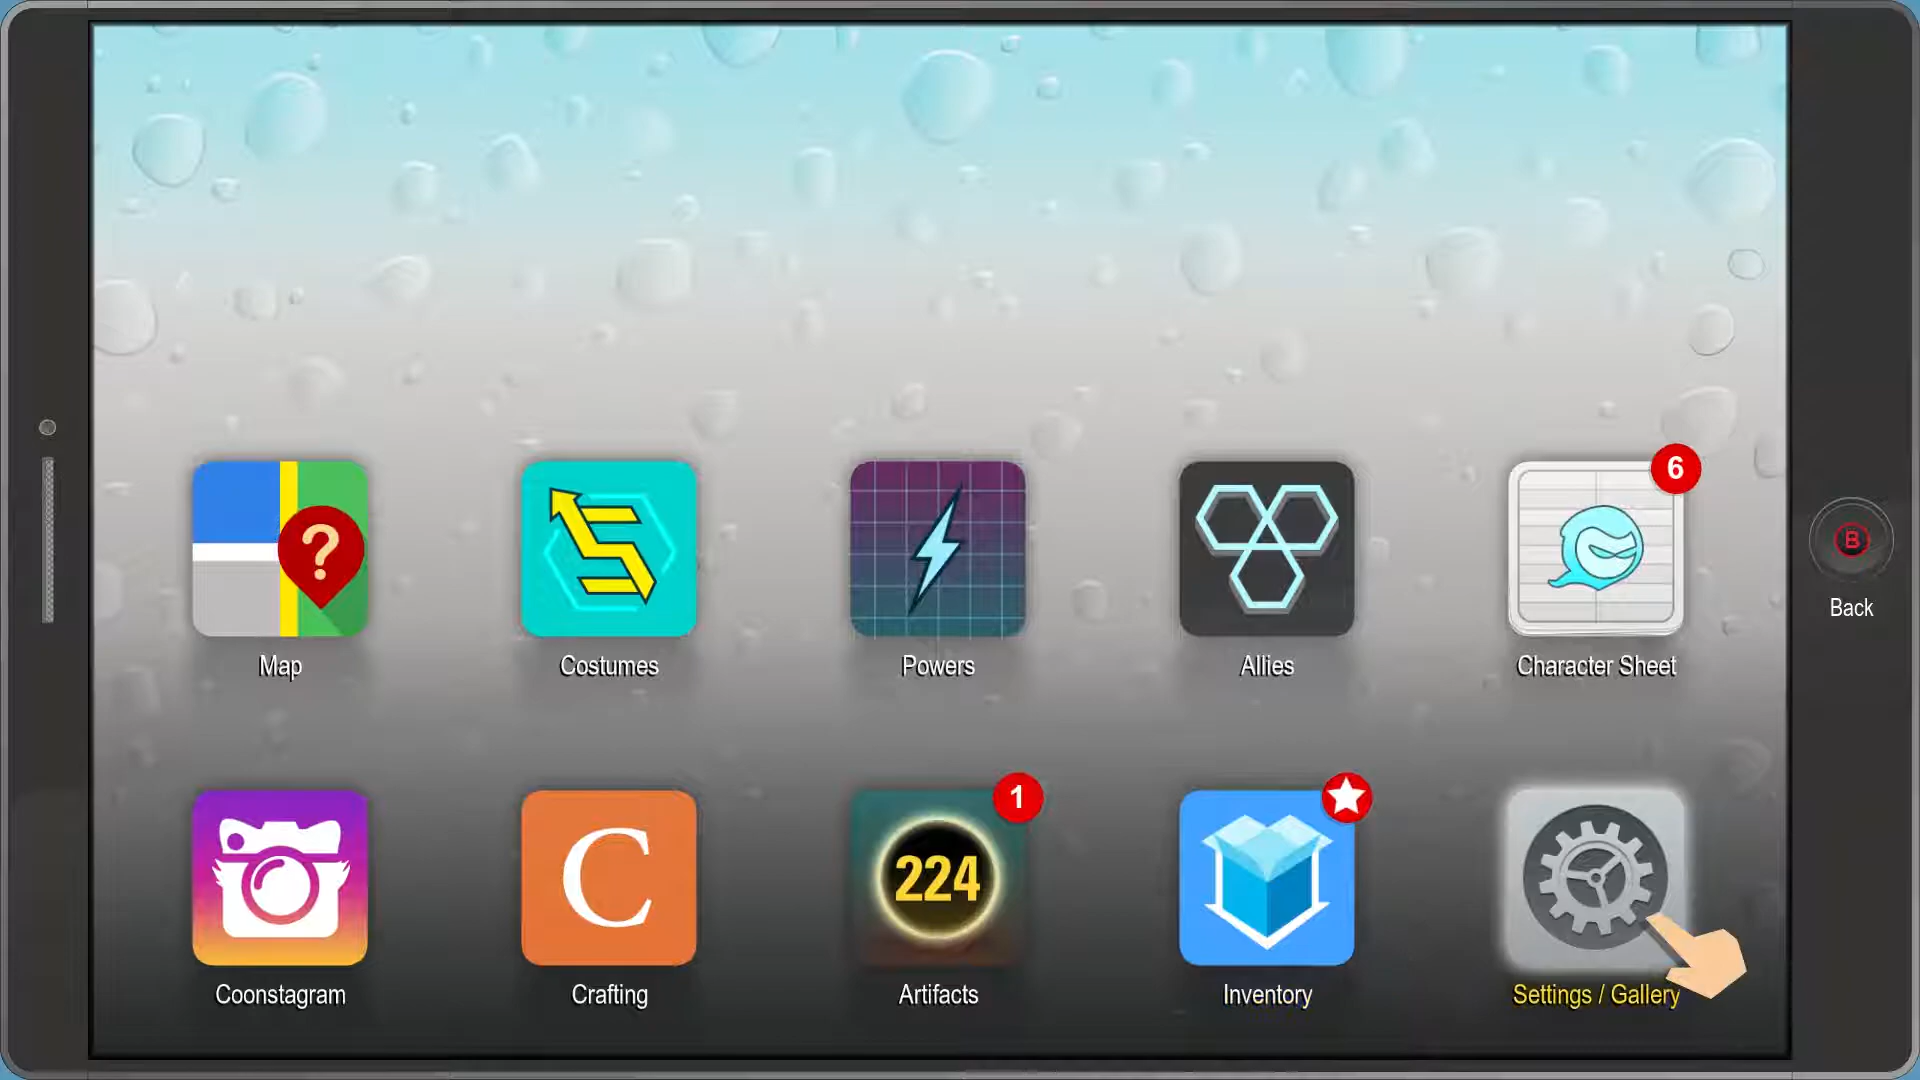 ?
6
B
Back
Map
Costumes
Powers
Allies
Character Sheet
1
C
224
Coonstagram
Crafting
Artifacts
Inventory
Settings / Gallery